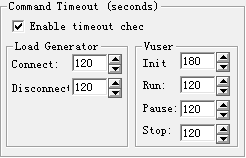 Command Timeout (seconds)
Enable timeout chec
Load Generator
Connect: 120
Disconnect 120
Vuser
Init 180
Run: 120
Pause: 120
Stop: 120